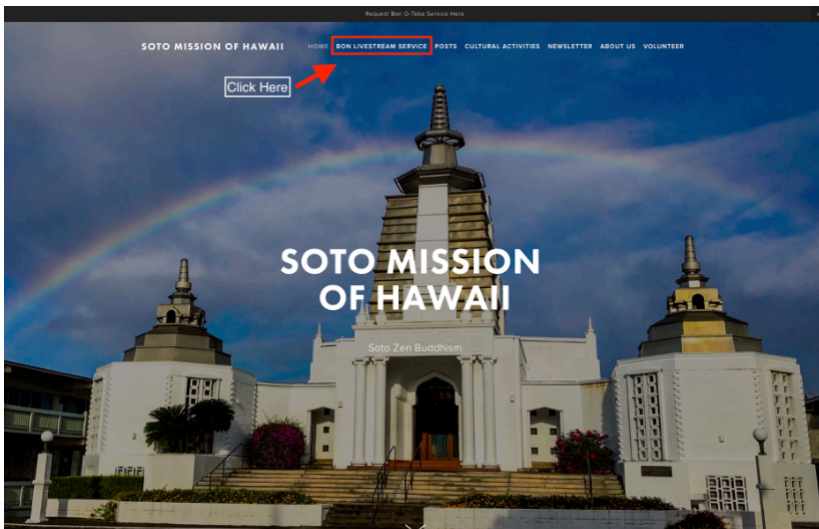 Request Bon O-Toba Service Here
SOTO MISSION OF HAWAII HOME BON LIVESTREAM SERVICE POSTS CULTURAL ACTIVITIES NEWSLETTER ABOUT US VOLUNTEER
Click Here
SOTO MISSION
OF HAWAII
Soto Zen Buddhism